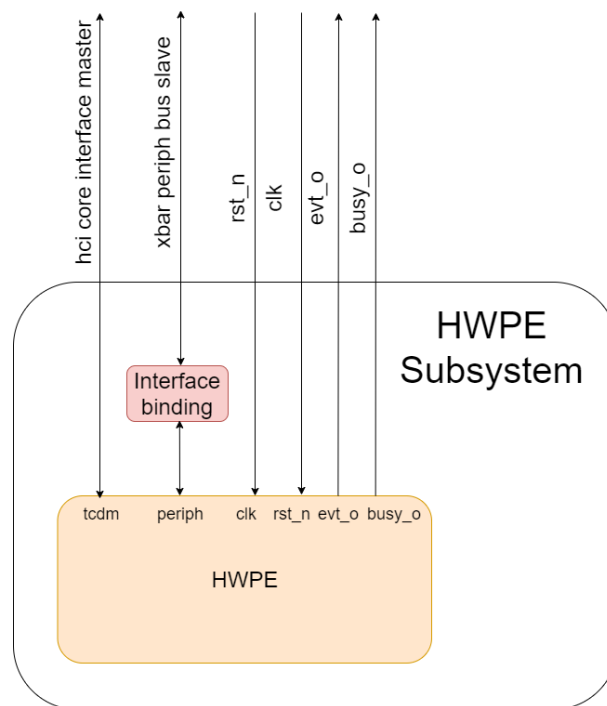 hci core interface master
xbar periph bus slave
rst_n
clk
evt_o
busy_o
HWPE
Subsystem
Interface
binding
tcdm periph clk rst_n evt_o busy_o
HWPE